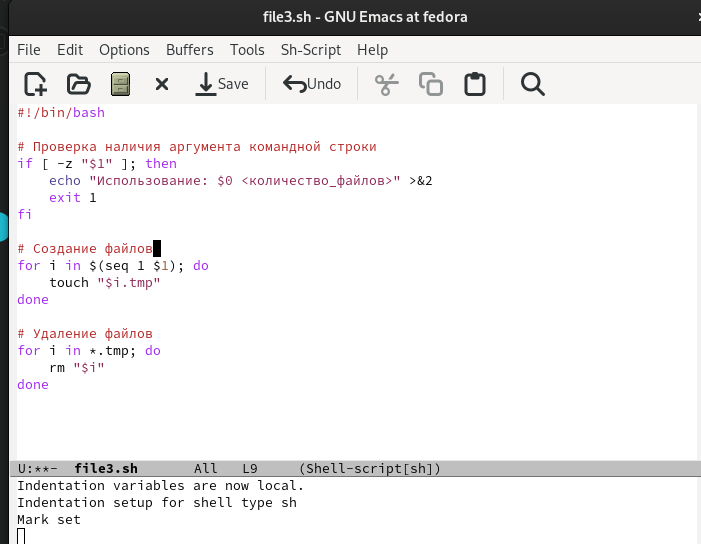 file3.sh - GNU Emacs at fedora
File Edit Options Buffers Tools Sh-Script Help
Save Undo
#!/bin/bash
# Проверка наличия аргумента командной строки
if [ -z "$1" ]; then
    echo "Использование: $0 <количество_файлов>" >&2
    exit 1
fi
# Создание файлов
for i in $(seq 1 $1); do
    touch "$i.tmp"
done
# Удаление файлов
for i in *.tmp; do
    rm "$i"
done
U:**-  file3.sh       All   L9     (Shell-script[sh])
Indentation variables are now local.
Indentation setup for shell type sh
Mark set